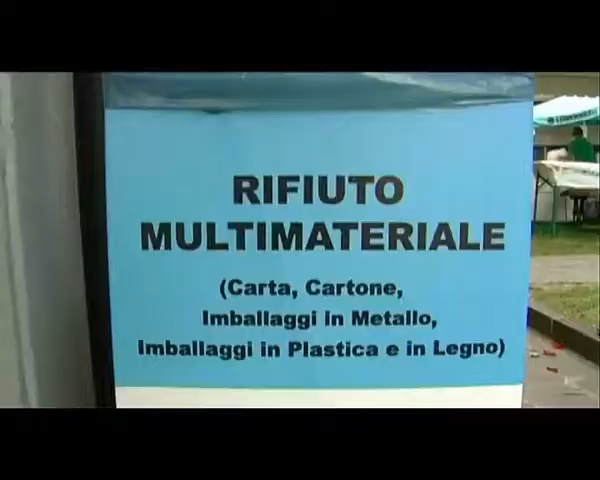 RIFIUTO
MULTIMATERIALE
(Carta, Cartone,
Imballaggi in Metallo,
Imballaggi in Plastica e in Legno)